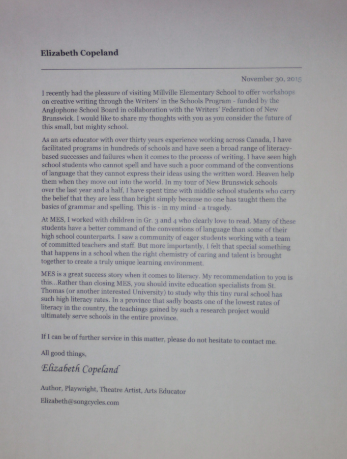 Elizabeth Copeland
November 30, 2015
I recently had the pleasure of visiting Millville Elementary School to offer workshops
on creative writing through the Writers' in the Schools Program - funded by the
Anglophone School Board in collaboration with the Writers' Federation of New
Brunswick. I would like to share my thoughts with you as you consider the future of
this small, but mighty school.
As an arts educator with over thirty years experience working across Canada, I have
facilitated programs in hundreds of schools and have seen a broad range of literacy-
based successes and failures when it comes to the process of writing. I have seen high
school students who cannot spell and have such a poor command of the conventions
of language that they cannot express their ideas using the written word. Heaven help
them when they move out into the world. In my tour of New Brunswick schools
over the last year and a half, I have spent time with middle school students who carry
the belief that they are less than bright simply because no one has taught them the
basics of grammar and spelling. This is - in my mind - a tragedy.
At MES, I worked with children in Gr. 3 and 4 who clearly love to read. Many of these
students have a better command of the conventions of language than some of their
high school counterparts. I saw a community of eager students working with a team
of committed teachers and staff. But more importantly, I felt that special something
that happens in a school when the right chemistry of caring and talent is brought
together to create a truly unique learning environment.
MES is a great success story when it comes to literacy. My recommendation to you is
this...Rather than closing MES, you should invite education specialists from St.
Thomas (or another interested University) to study why this tiny rural school has
such high literacy rates. In a province that sadly boasts one of the lowest rates of
literacy in the country, the teachings gained by such a research project would
ultimately serve schools in the entire province.
If I can be of further service in this matter, please do not hesitate to contact me.
All good things,
Elizabeth Copeland
Author, Playwright, Theatre Artist, Arts Educator
Elizabeth@songcycles.com